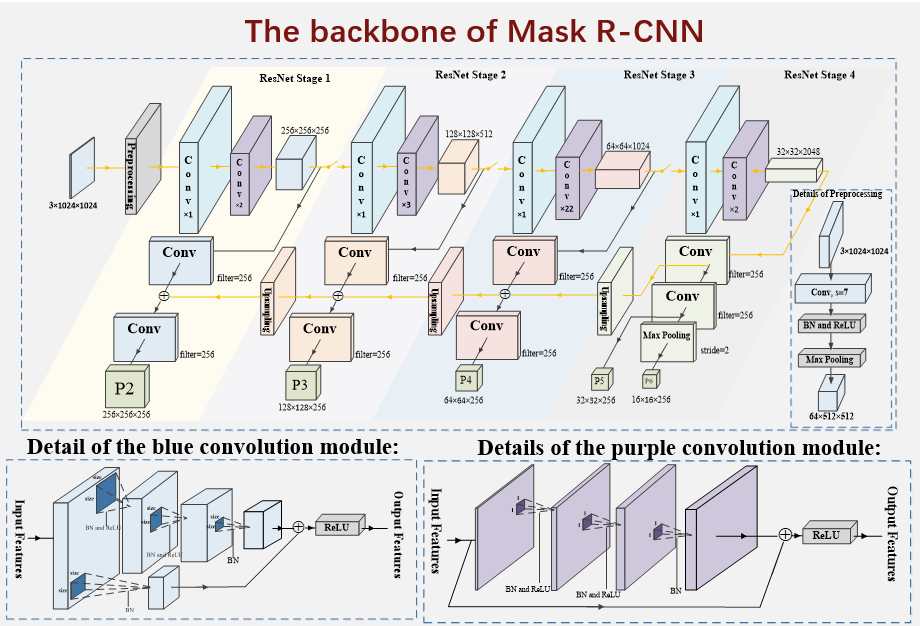 The backbone of Mask R-CNN
ResNet Stage 1
ResNet Stage 2
ResNet Stage 3
ResNet Stage 4
3×1024×1024
Preprocessing
Conv×1
Conv×2
256×256×256
Conv×1
Conv×3
128×128×512
Conv×1
Conv×22
64×64×1024
Conv×1
Conv×2
32×32×2048
Conv
filter=256
Conv
filter=256
Conv
filter=256
Conv
filter=256
Upsampling
Upsampling
Upsampling
Conv
filter=256
Conv
filter=256
Conv
filter=256
Conv
filter=256
Max Pooling
stride=2
P2
256×256×256
P3
128×128×256
P4
64×64×256
P5
32×32×256
P6
16×16×256
Details of Preprocessing
3×1024×1024
Conv, s=7
BN and ReLU
Max Pooling
64×512×512
Detail of the blue convolution module:
Input Features
size
size
BN and ReLU
size
size
BN and ReLU
size
size
BN
size
size
BN
ReLU
Output Features
Details of the purple convolution module:
Input Features
1
1
BN and ReLU
1
1
BN and ReLU
1
1
BN
ReLU
Output Features